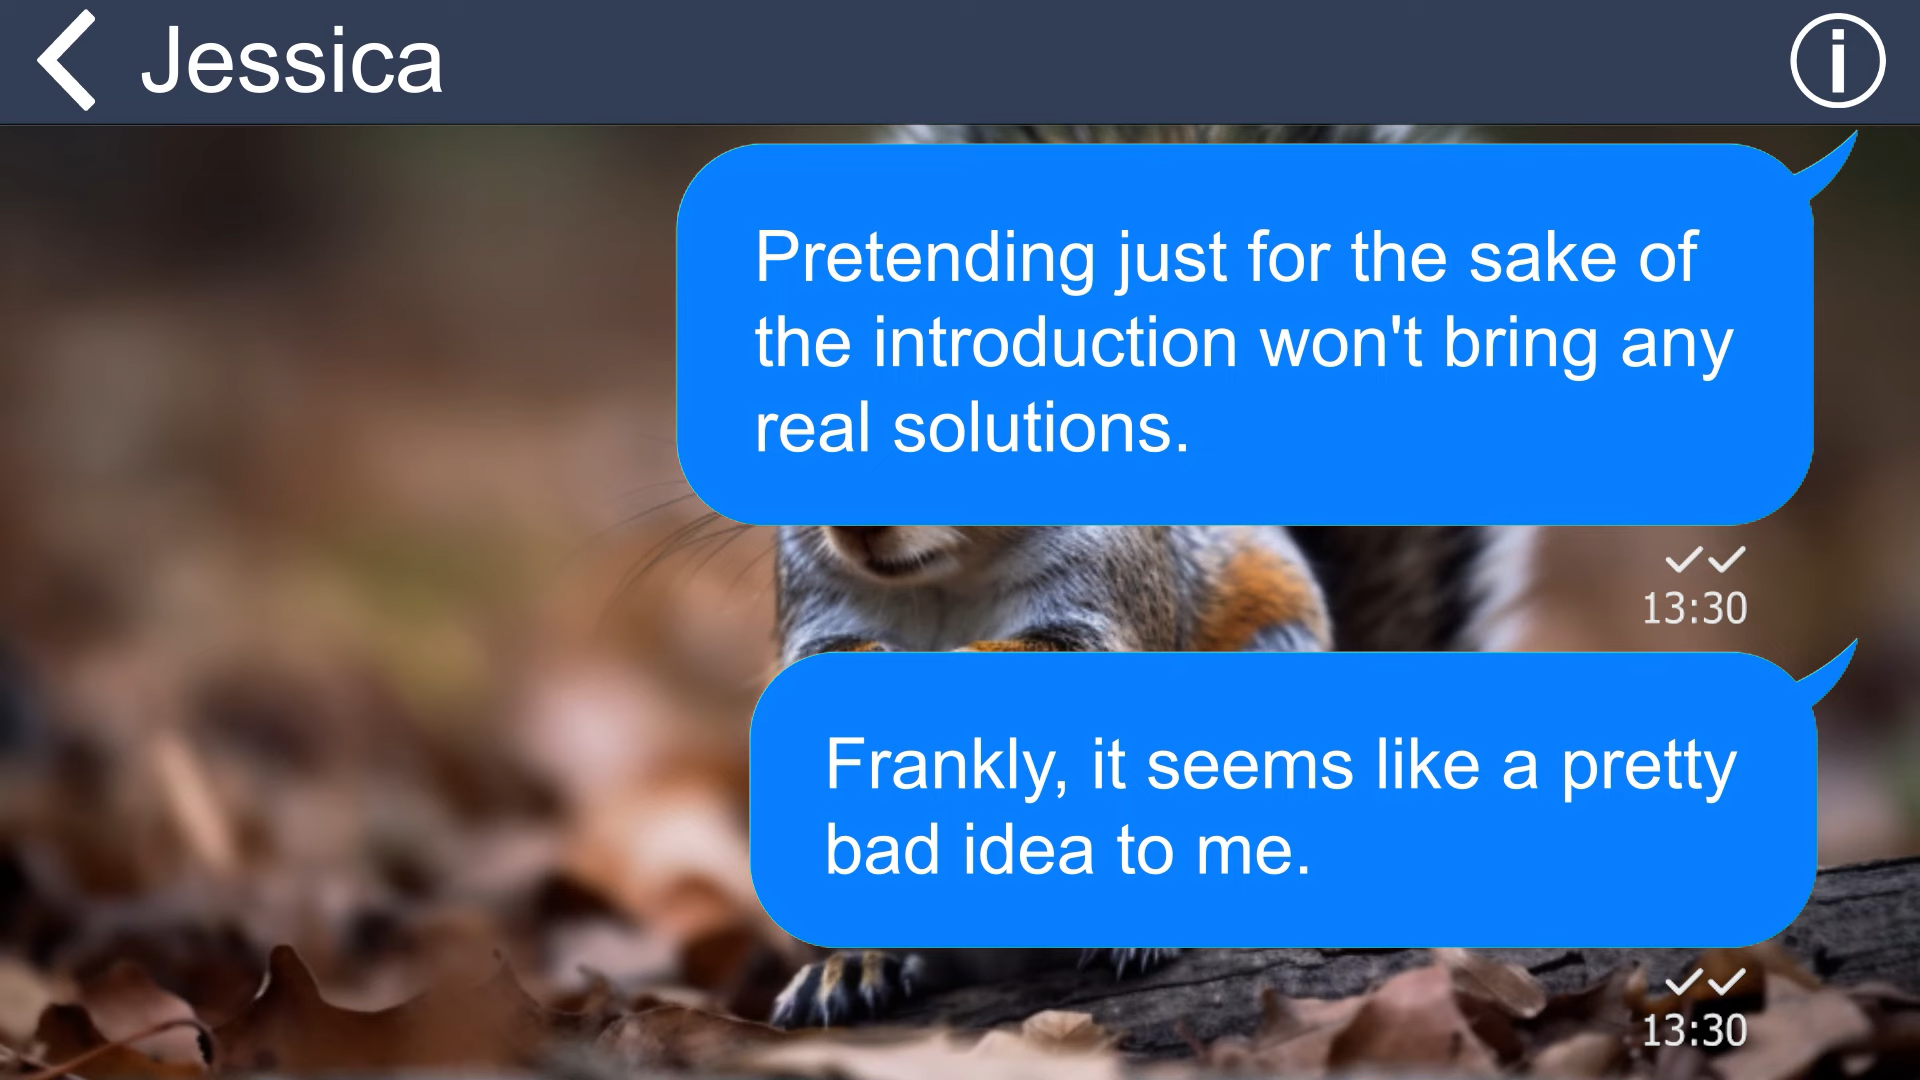 Jessica
Pretending just for the sake of
the introduction won't bring any
real solutions.
13:30
Frankly, it seems like a pretty
bad idea to me.
13:30